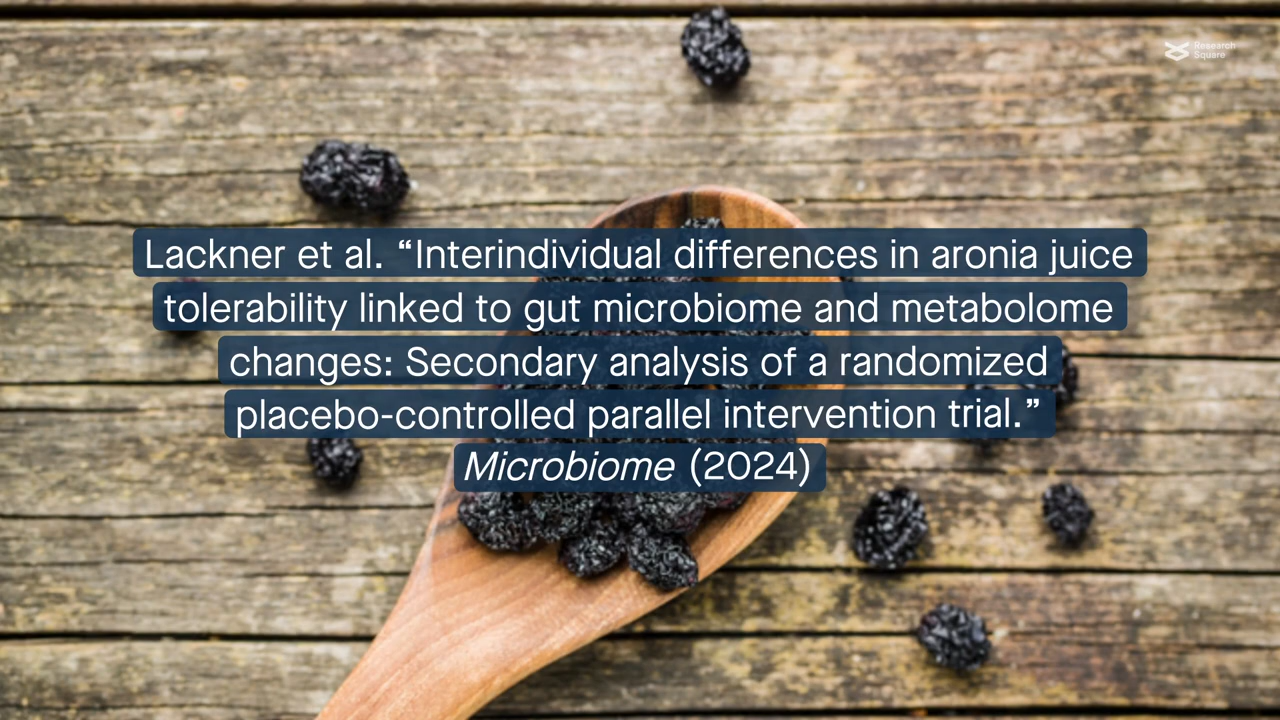 Research
Square
Lackner et al. “Interindividual differences in aronia juice
tolerability linked to gut microbiome and metabolome
changes: Secondary analysis of a randomized
placebo-controlled parallel intervention trial.”
Microbiome (2024)